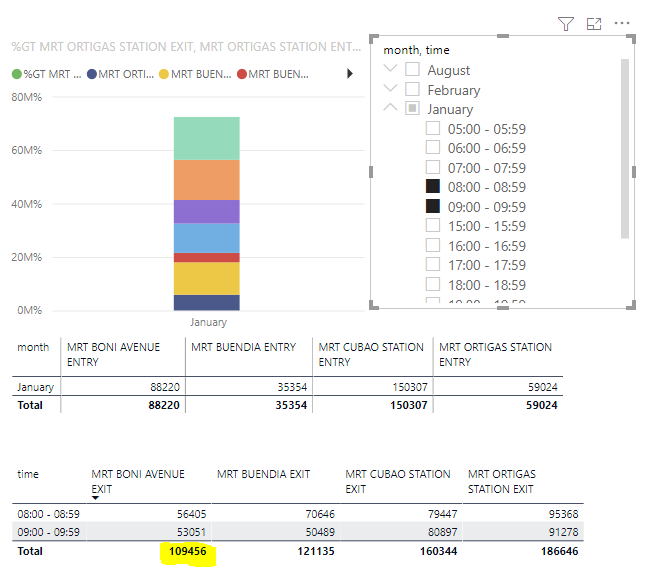 %GT MRT ORTIGAS STATION EXIT, MRT ORTIGAS STATION ENT...
%GT MRT ... MRT ORTI... MRT BUEN... MRT BUEN...
80M%
60M%
40M%
20M%
0M%
January
month, time
August
February
January
05:00 - 05:59
06:00 - 06:59
07:00 - 07:59
08:00 - 08:59
09:00 - 09:59
15:00 - 15:59
16:00 - 16:59
17:00 - 17:59
18:00 - 18:59
month MRT BONI AVENUE ENTRY MRT BUENDIA ENTRY MRT CUBAO STATION ENTRY MRT ORTIGAS STATION ENTRY
January 88220 35354 150307 59024
Total 88220 35354 150307 59024
time MRT BONI AVENUE EXIT MRT BUENDIA EXIT MRT CUBAO STATION EXIT MRT ORTIGAS STATION EXIT
08:00 - 08:59 56405 70646 79447 95368
09:00 - 09:59 53051 50489 80897 91278
Total 109456 121135 160344 186646